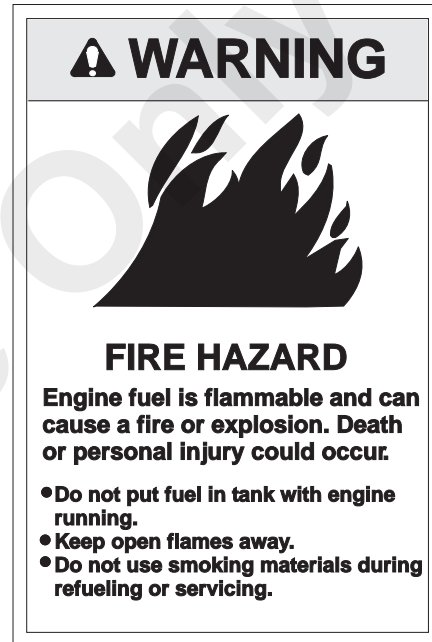 WARNING
FIRE HAZARD
Engine fuel is flammable and can
cause a fire or explosion. Death
or personal injury could occur.
•Do not put fuel in tank with engine
running.
•Keep open flames away.
•Do not use smoking materials during
refueling or servicing.